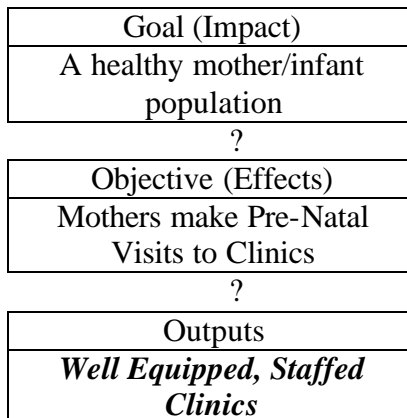 Goal (Impact)
A healthy mother/infant
population
?
Objective (Effects)
Mothers make Pre-Natal
Visits to Clinics
?
Outputs
Well Equipped, Staffed
Clinics